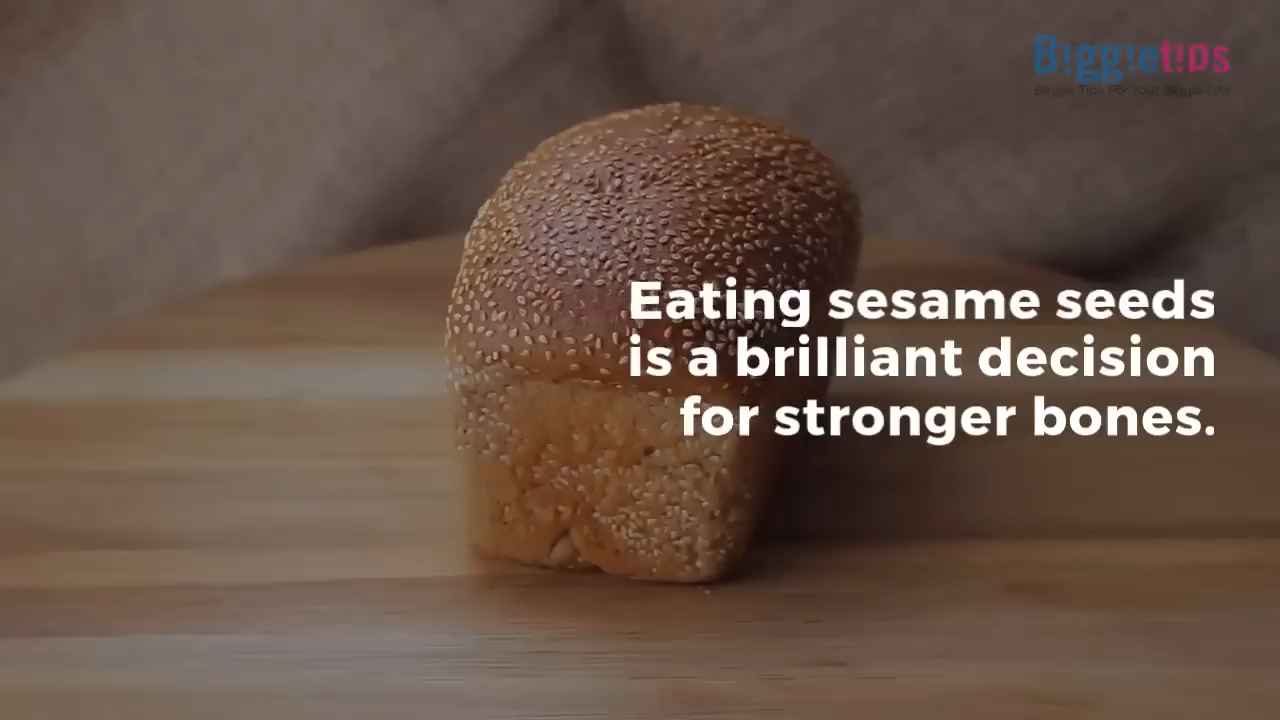 Biggietips
Eating sesame seeds
is a brilliant decision
for stronger bones.